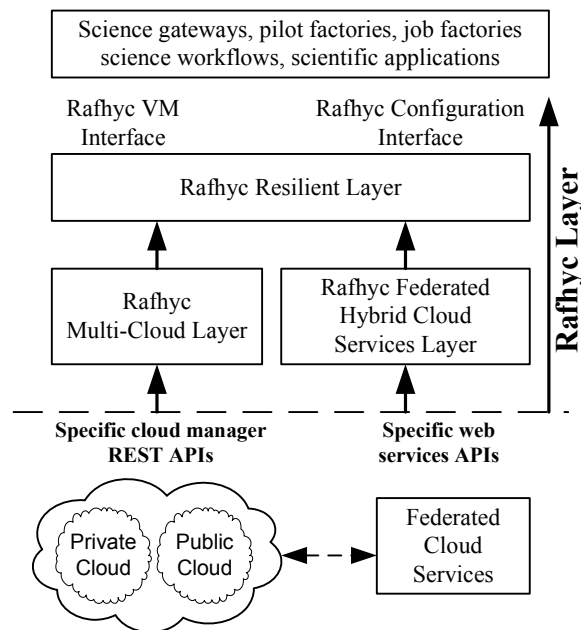 Science gateways, pilot factories, job factories
science workflows, scientific applications
Rafhyc VM
Interface
Rafhyc Configuration
Interface
Rafhyc Resilient Layer
Rafhyc
Multi-Cloud Layer
Rafhyc Federated
Hybrid Cloud
Services Layer
Rafhyc Layer
Specific cloud manager
REST APIs
Specific web
services APIs
Private
Cloud
Public
Cloud
Federated
Cloud
Services